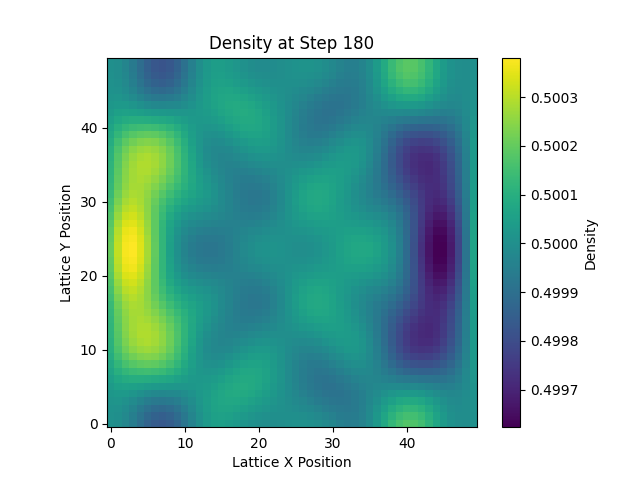 Density at Step 180
Lattice Y Position
40
30
20
10
0
0 10 20 30 40
Lattice X Position
0.5003
0.5002
0.5001
0.5000
0.4999
0.4998
0.4997
Density